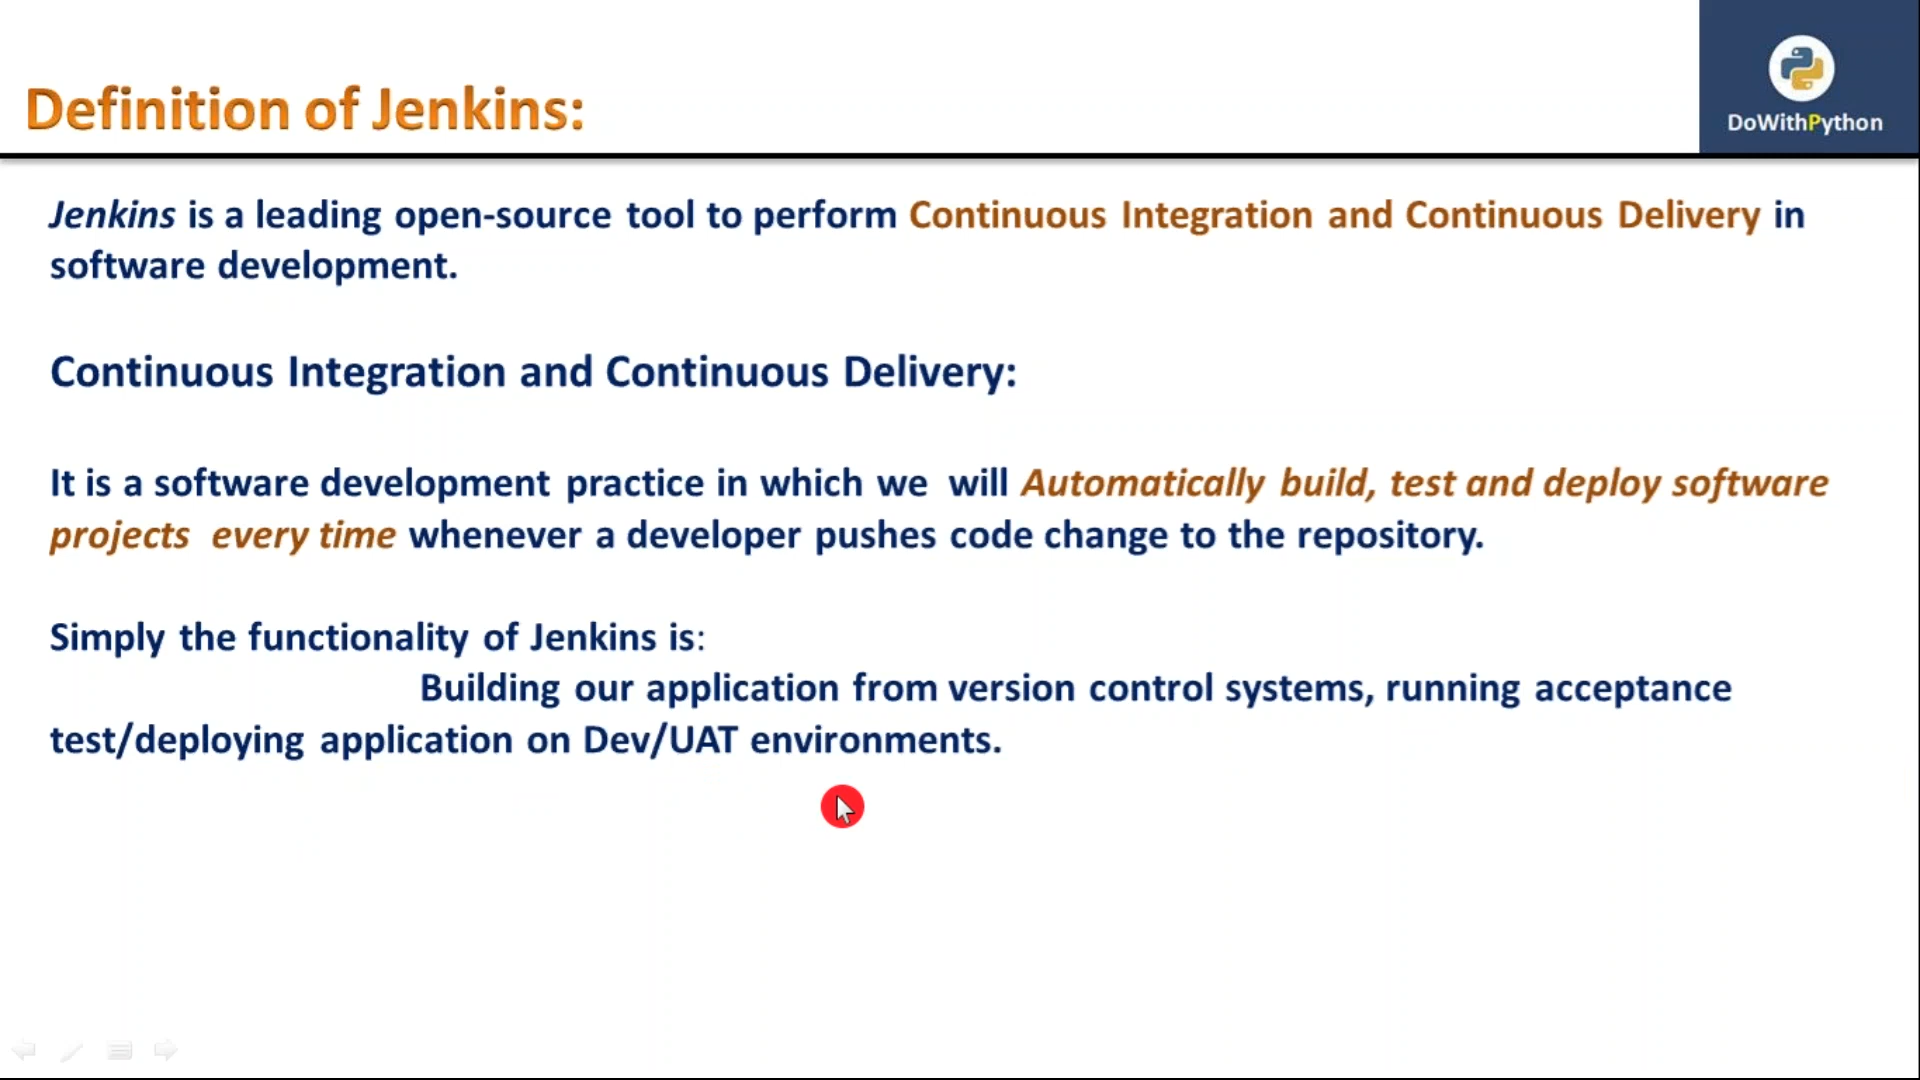 Definition of Jenkins:
DoWithPython
Jenkins is a leading open-source tool to perform Continuous Integration and Continuous Delivery in
software development.
Continuous Integration and Continuous Delivery:
It is a software development practice in which we will Automatically build, test and deploy software
projects every time whenever a developer pushes code change to the repository.
Simply the functionality of Jenkins is:
Building our application from version control systems, running acceptance
test/deploying application on Dev/UAT environments.